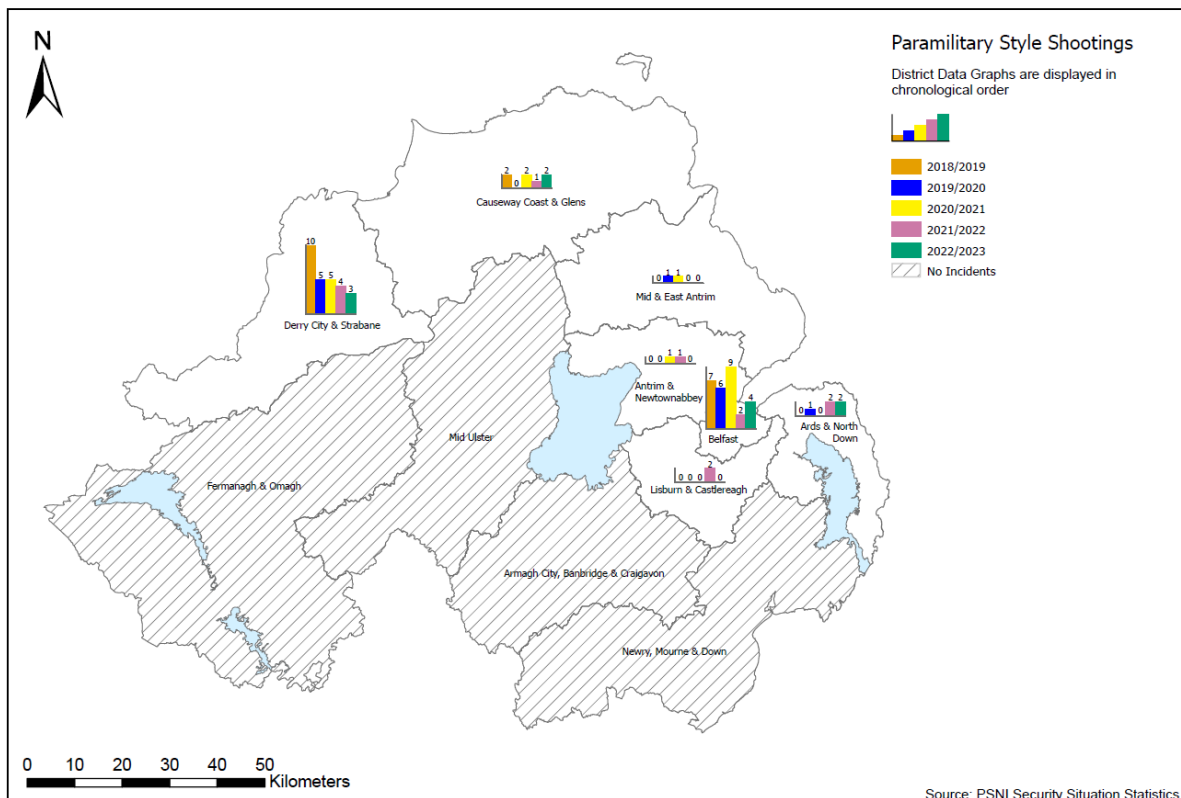 N
Paramilitary Style Shootings
District Data Graphs are displayed in
chronological order
2018/2019
2019/2020
2020/2021
2021/2022
2022/2023
No Incidents
2 0 2 1 2
Causeway Coast & Glens
10 5 5 4 3
Derry City & Strabane
0 1 1 0 0
Mid & East Antrim
0 0 1 1 0
Antrim &
Newtownabbey
7 6 9 2 4
Belfast
0 1 0 2 2
Ards & North
Down
Mid Ulster
0 0 0 2 0
Lisburn & Castlereagh
Fermanagh & Omagh
Armagh City, Banbridge & Craigavon
Newry, Mourne & Down
0 10 20 30 40 50
Kilometers
Source: PSNI Security Situation Statistics